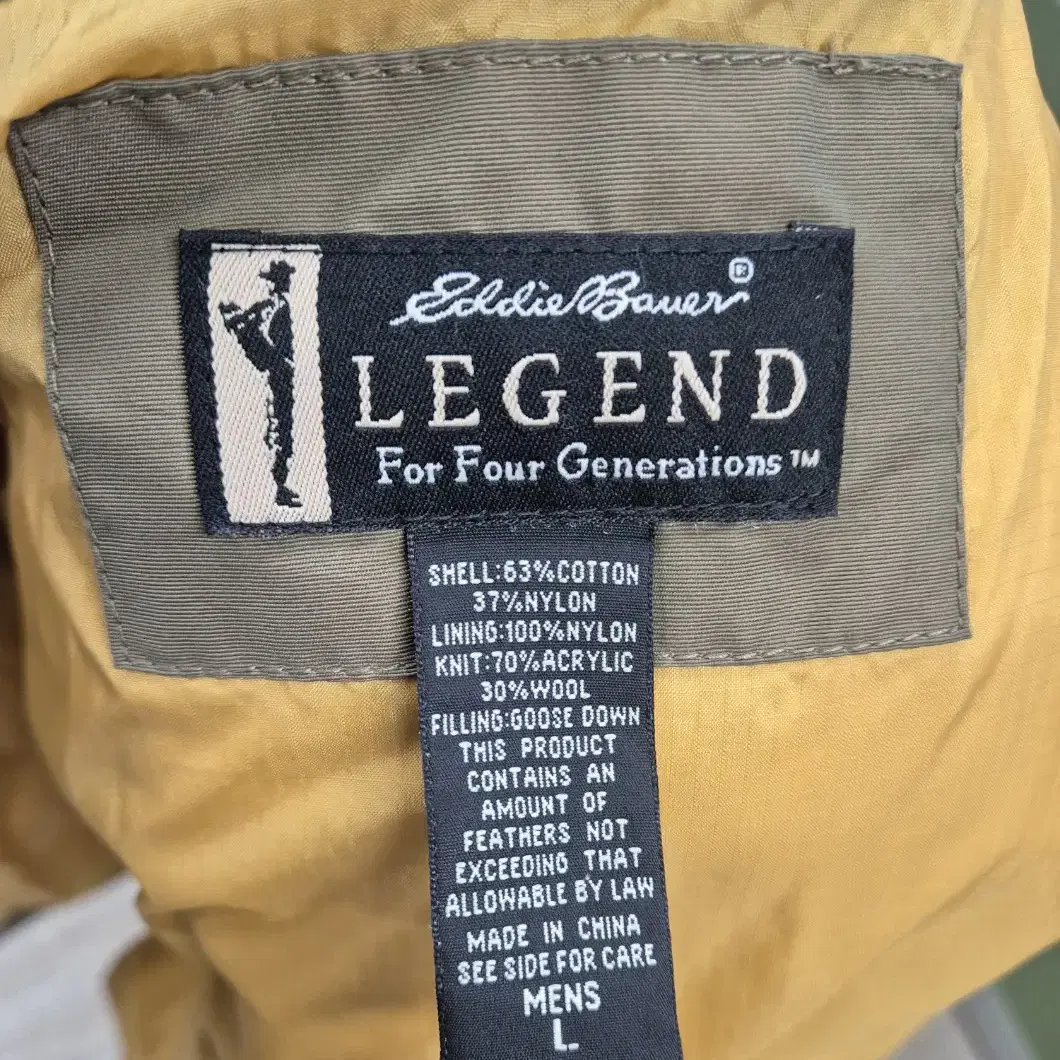 Eddie Bauer®
LEGEND
For Four Generations™
SHELL:63%COTTON
37%NYLON
LINING:100%NYLON
KNIT:70%ACRYLIC
30%WOOL
FILLING:GOOSE DOWN
THIS PRODUCT
CONTAINS AN
AMOUNT OF
FEATHERS NOT
EXCEEDING THAT
ALLOWABLE BY LAW
MADE IN CHINA
SEE SIDE FOR CARE
MENS
L